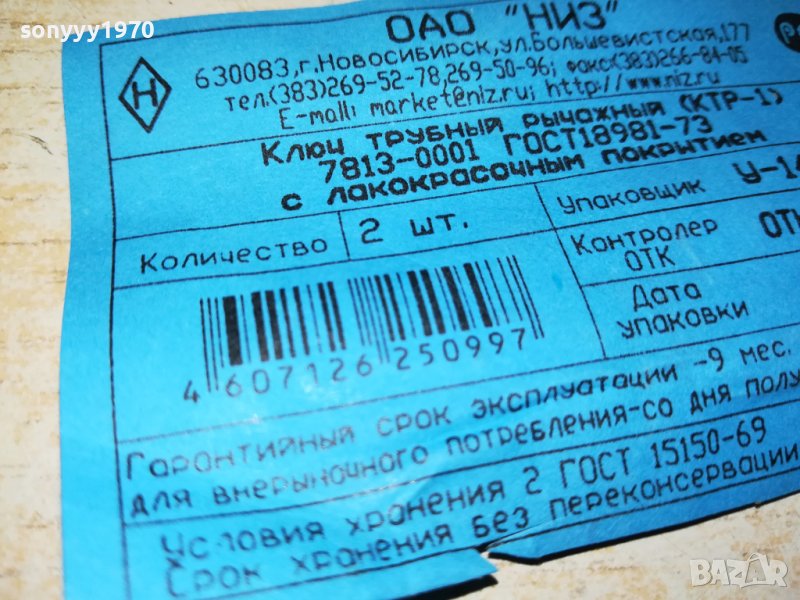 sonyyy1970
ОАО "НИЗ"
Н
630083,г.Новосибирск,ул.Большевистская,177
тел.(383)269-52-78,269-50-96; факс(383)266-84-05
E-mail: market@niz.ru; http://www.niz.ru
Ключ трубный рычажный (КТР-1)
7813-0001 ГОСТ18981-73
с лакокрасочным покрытием
Количество 2 шт.
Упаковщик У-1
Контролер ОТК
Дата упаковки
4 607126 250997
Гарантийный срок эксплуатации -9 мес.
для внерыночного потребления-со дня полу
Условия хранения 2 ГОСТ 15150-69
Срок хранения без переконсервации
BAZAR